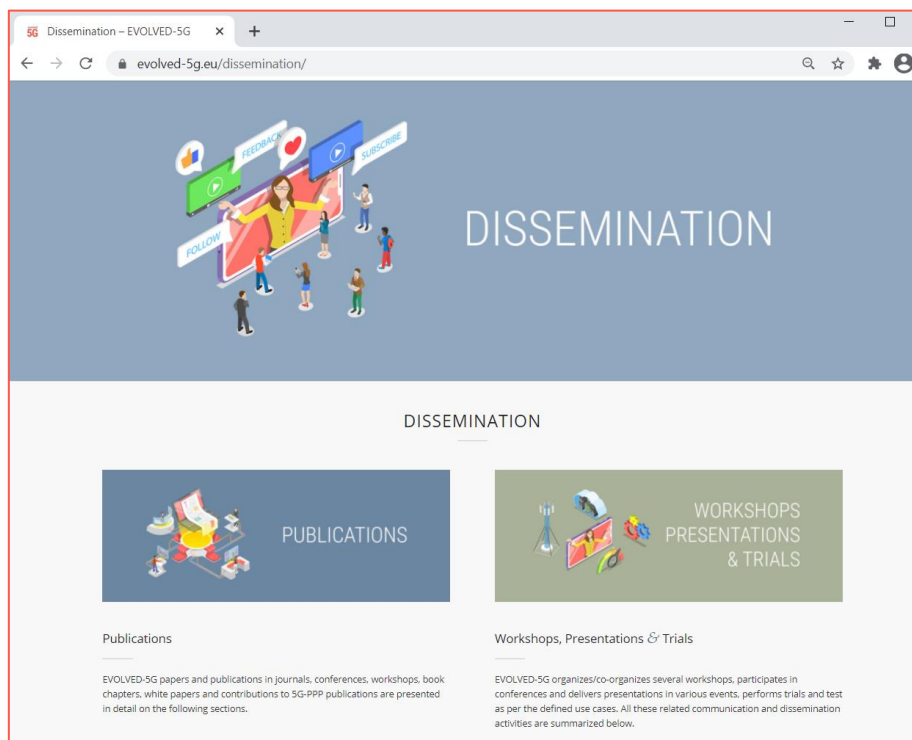 5G Dissemination – EVOLVED-5G
evolved-5g.eu/dissemination/
FEEDBACK
SUBSCRIBE
FOLLOW
DISSEMINATION
DISSEMINATION
PUBLICATIONS
WORKSHOPS
PRESENTATIONS
& TRIALS
Publications
EVOLVED-5G papers and publications in journals, conferences, workshops, book
chapters, white papers and contributions to 5G-PPP publications are presented
in detail on the following sections.
Workshops, Presentations & Trials
EVOLVED-5G organizes/co-organizes several workshops, participates in
conferences and delivers presentations in various events, performs trials and test
as per the defined use cases. All these related communication and dissemination
activities are summarized below.